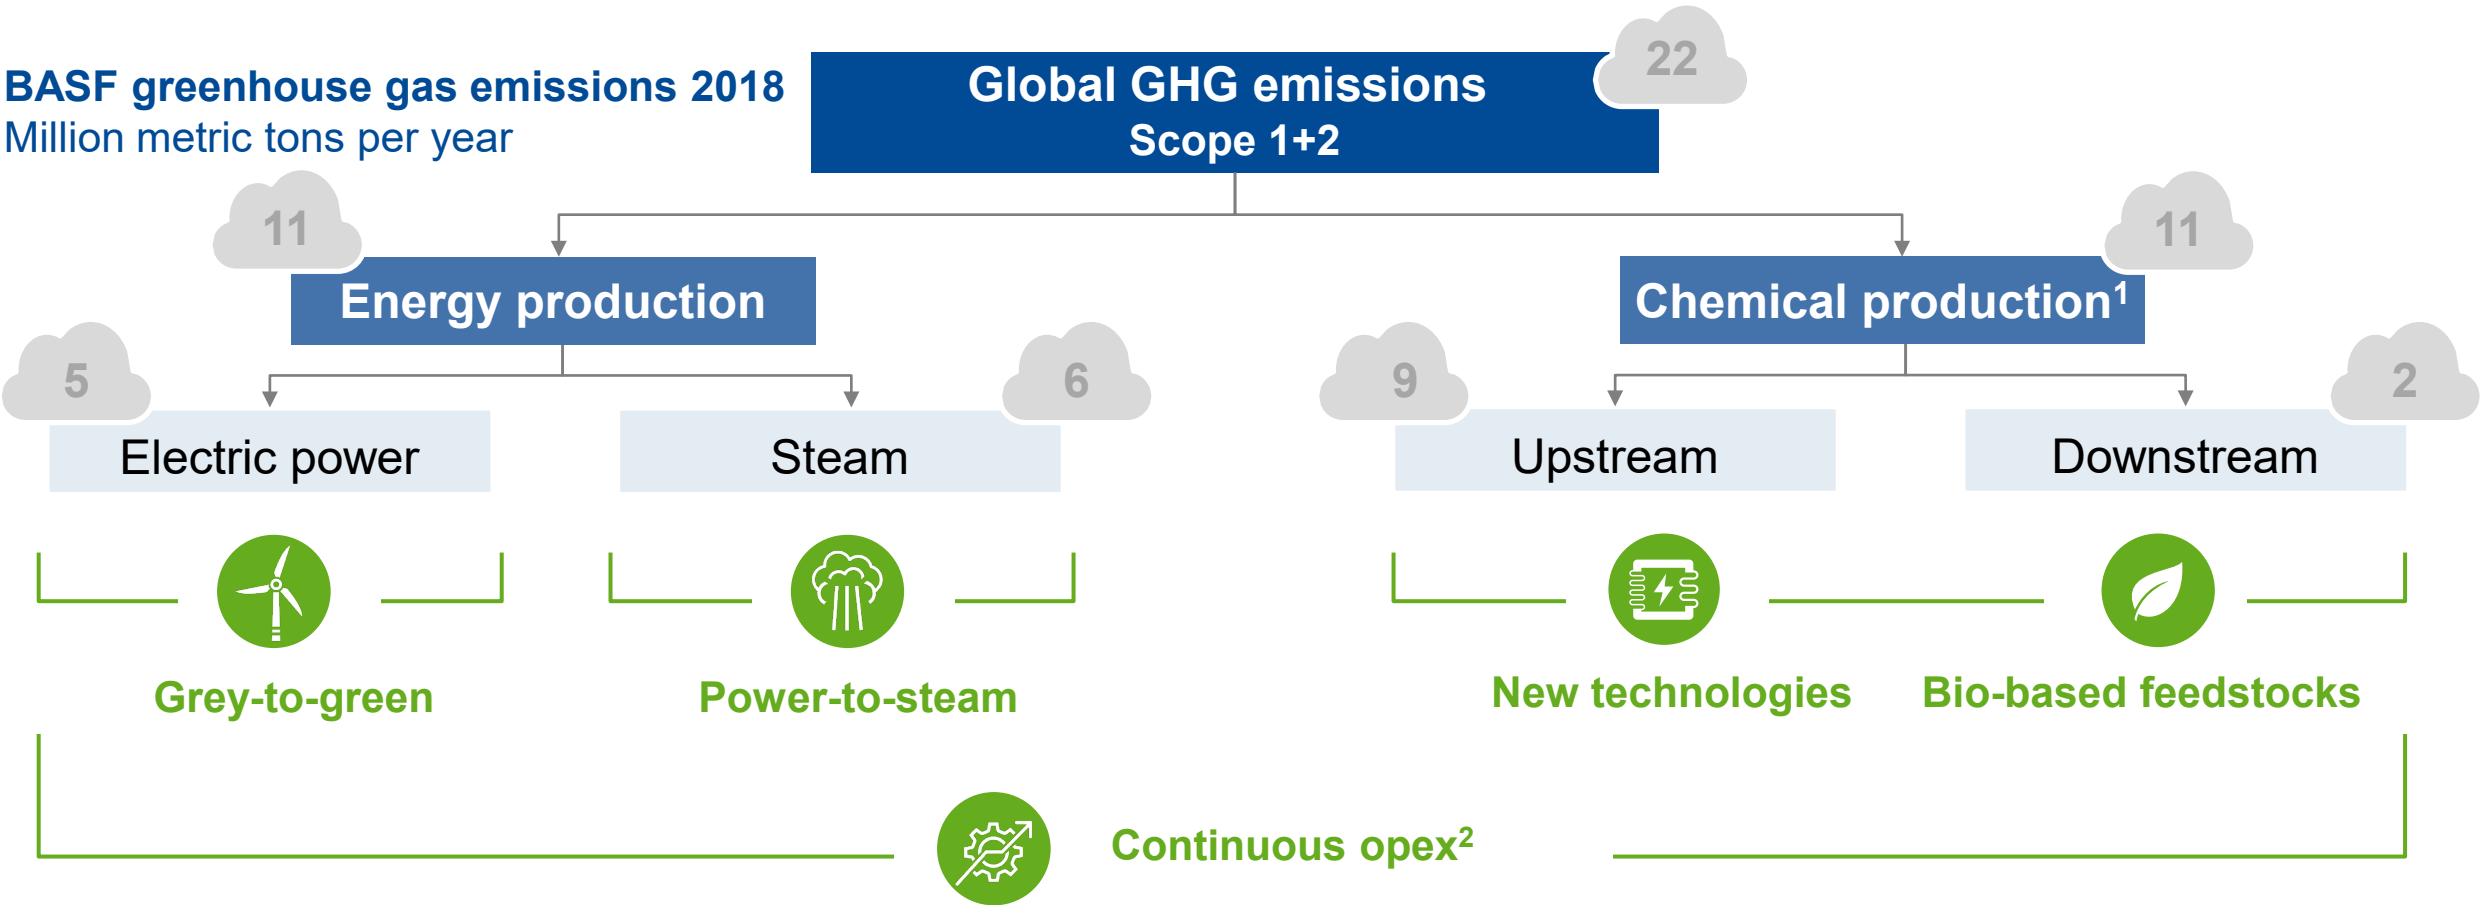 BASF greenhouse gas emissions 2018
Million metric tons per year
Global GHG emissions
Scope 1+2
22
11
Energy production
11
Chemical production¹
5
Electric power
6
Steam
9
Upstream
2
Downstream
Grey-to-green
Power-to-steam
New technologies
Bio-based feedstocks
Continuous opex²